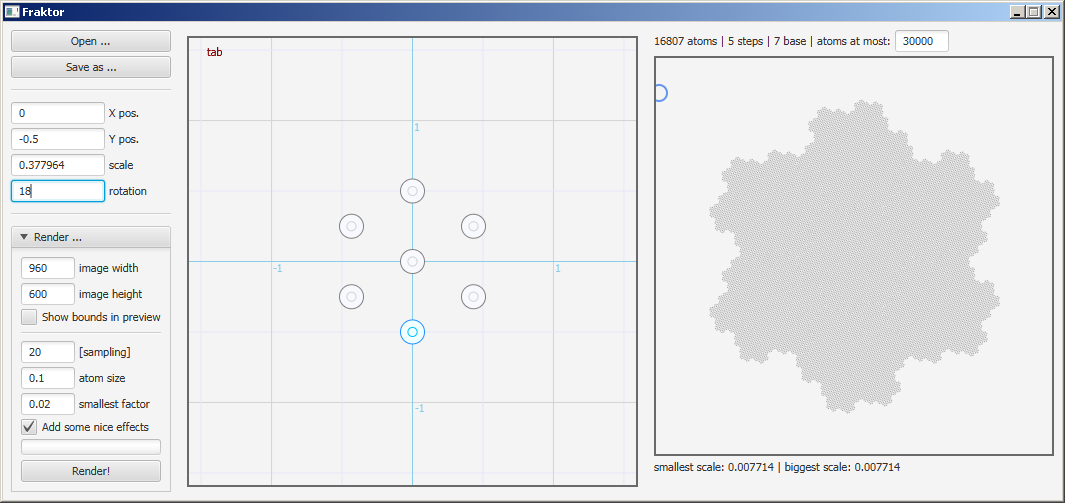 Fraktor
Open ...
Save as ...
0 X pos.
-0.5 Y pos.
0.377964 scale
18 rotation
Render ...
960 image width
600 image height
Show bounds in preview
20 [sampling]
0.1 atom size
0.02 smallest factor
Add some nice effects
Render!
tab
1
-1
1
-1
16807 atoms | 5 steps | 7 base | atoms at most: 30000
smallest scale: 0.007714 | biggest scale: 0.007714